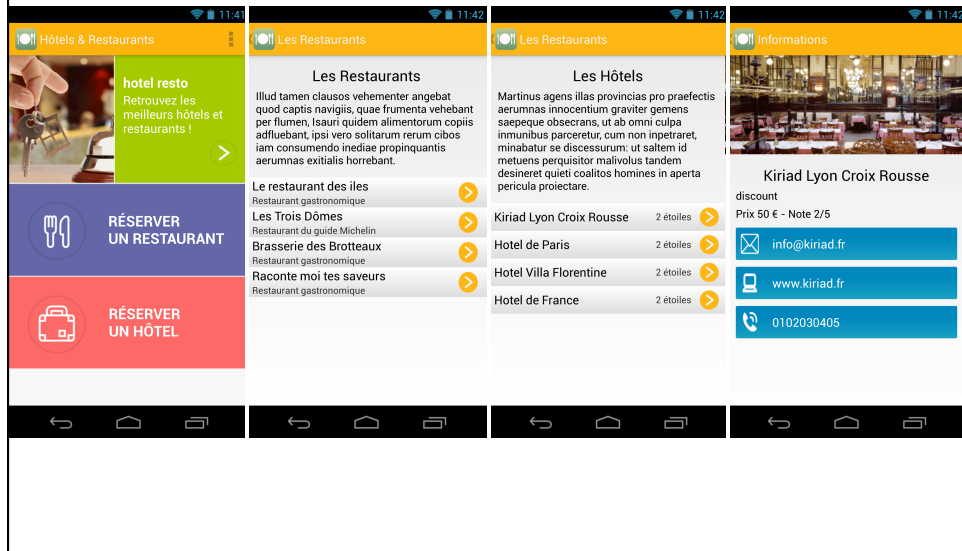 11:41
Hôtels & Restaurants
hotel resto
Retrouvez les
meilleurs hôtels et
restaurants !
RÉSERVER
UN RESTAURANT
RÉSERVER
UN HÔTEL
11:42
Les Restaurants
Les Restaurants
Illud tamen clausos vehementer angebat
quod captis navigiis, quae frumenta vehebant
per flumen, Isauri quidem alimentorum copiis
adfluebant, ipsi vero solitarum rerum cibos
iam consumendo inediae propinquantis
aerumnas exitialis horrebant.
Le restaurant des iles
Restaurant gastronomique
Les Trois Dômes
Restaurant du guide Michelin
Brasserie des Brotteaux
Restaurant gastronomique
Raconte moi tes saveurs
Restaurant gastronomique
11:42
Les Restaurants
Les Hôtels
Martinus agens illas provincias pro praefectis
aerumnas innocentium graviter gemens
saepeque obsecrans, ut ab omni culpa
inmunibus parceretur, cum non inpetraret,
minabatur se discessurum: ut saltem id
metuens perquisitor malivolus tandem
desineret quieti coalitos homines in aperta
pericula proiectare.
Kiriad Lyon Croix Rousse 2 étoiles
Hotel de Paris 2 étoiles
Hotel Villa Florentine 2 étoiles
Hotel de France 2 étoiles
11:42
Informations
Kiriad Lyon Croix Rousse
discount
Prix 50 € - Note 2/5
info@kiriad.fr
www.kiriad.fr
0102030405